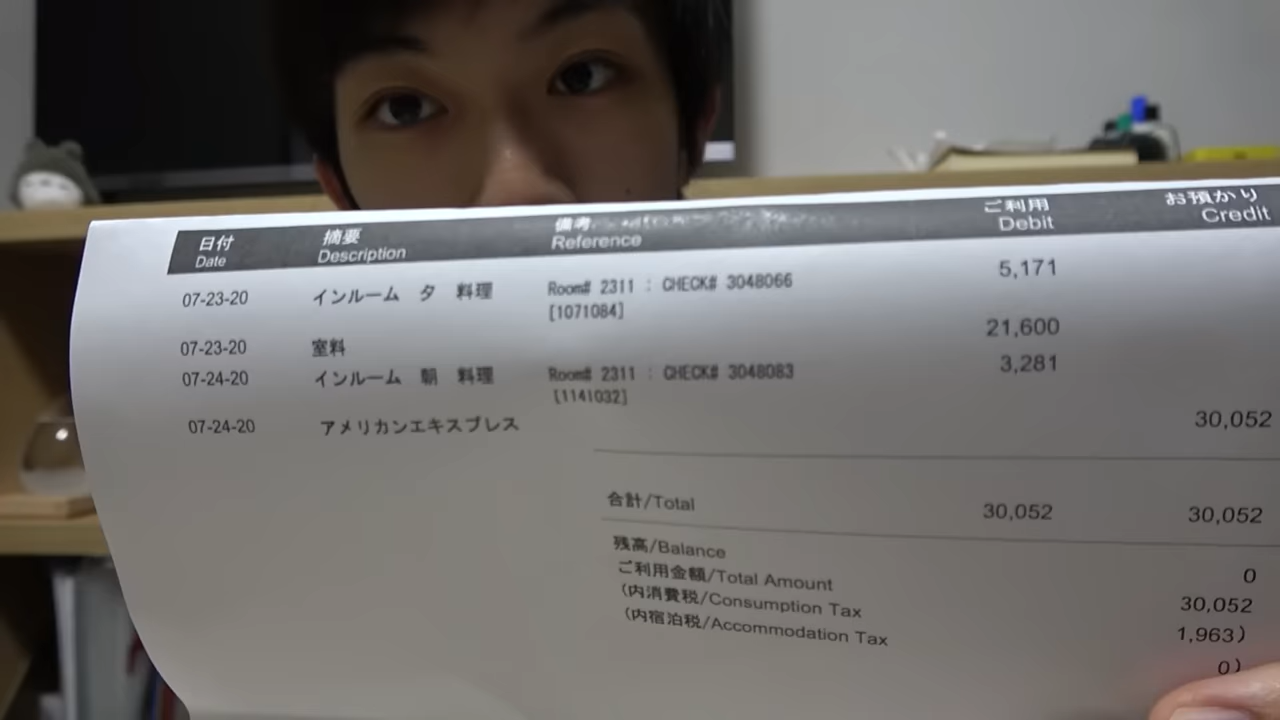 日付 摘要 備考 ご利用 お預かり
Date Description Reference Debit Credit
07-23-20 インルーム 夕 料理 Room# 2311 : CHECK# 3048066 5,171
[1071084]
07-23-20 室料 21,600
07-24-20 インルーム 朝 料理 Room# 2311 : CHECK# 3048083 3,281
[1141032]
07-24-20 アメリカンエキスプレス 30,052
合計/Total 30,052 30,052
残高/Balance 0
ご利用金額/Total Amount 30,052
(内消費税/Consumption Tax 1,963)
(内宿泊税/Accommodation Tax 0)